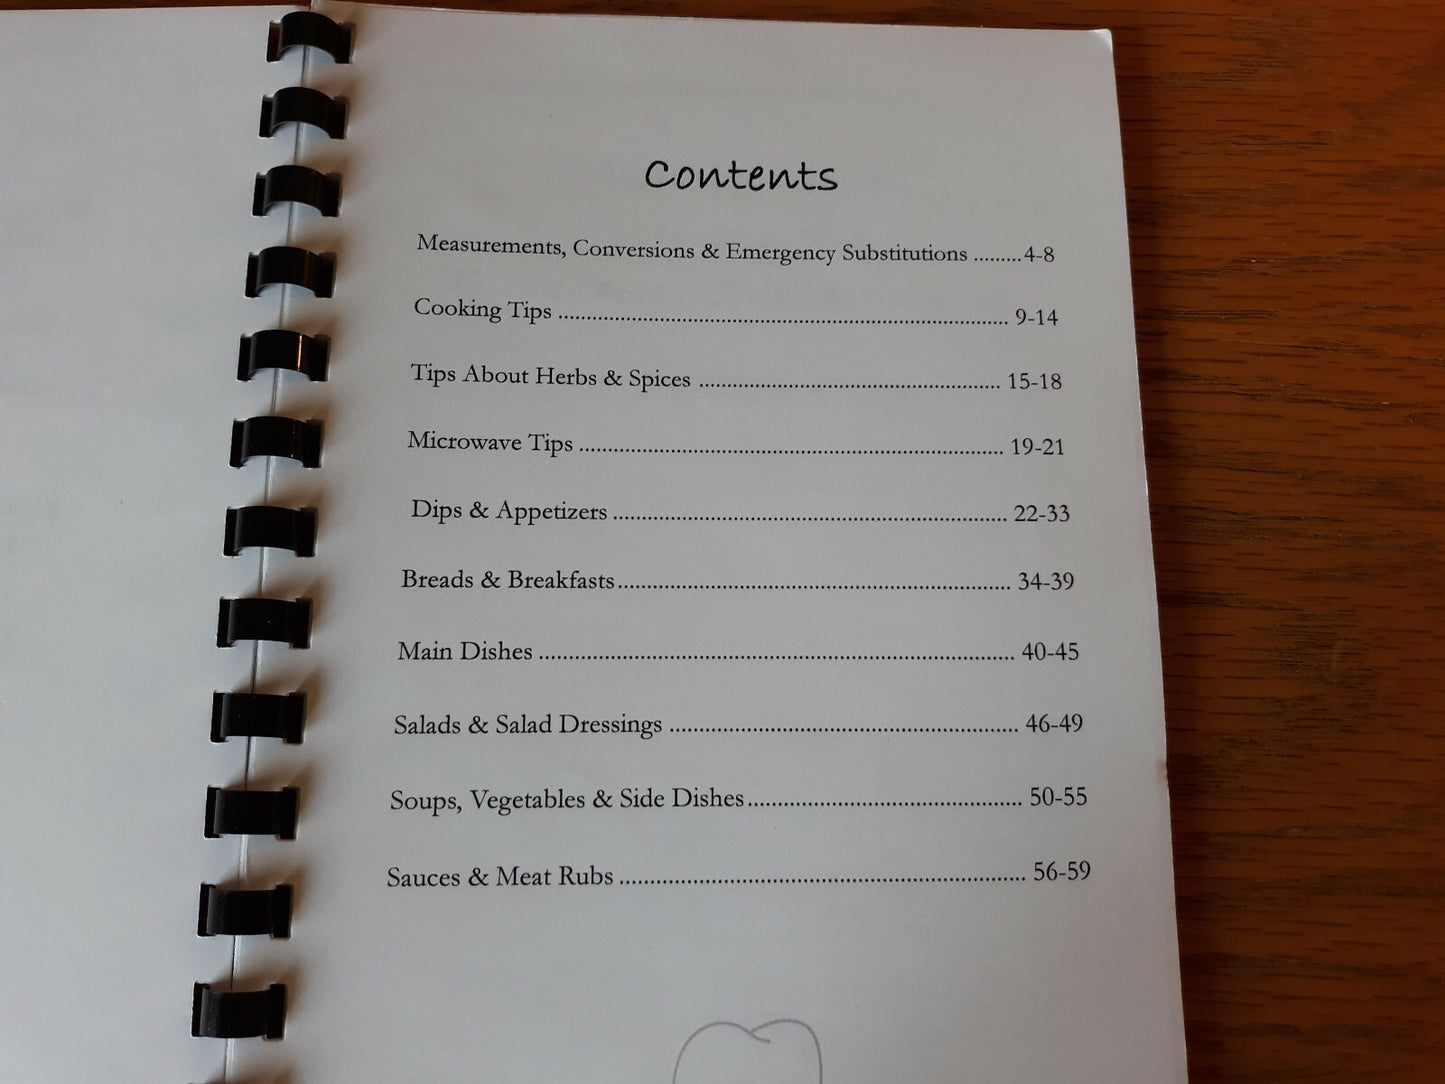 Contents
Measurements, Conversions & Emergency Substitutions .........4-8
Cooking Tips ........................................................................... 9-14
Tips About Herbs & Spices .................................................. 15-18
Microwave Tips ....................................................................... 19-21
Dips & Appetizers .................................................................. 22-33
Breads & Breakfasts................................................................. 34-39
Main Dishes ............................................................................... 40-45
Salads & Salad Dressings ......................................................... 46-49
Soups, Vegetables & Side Dishes............................................ 50-55
Sauces & Meat Rubs ................................................................. 56-59